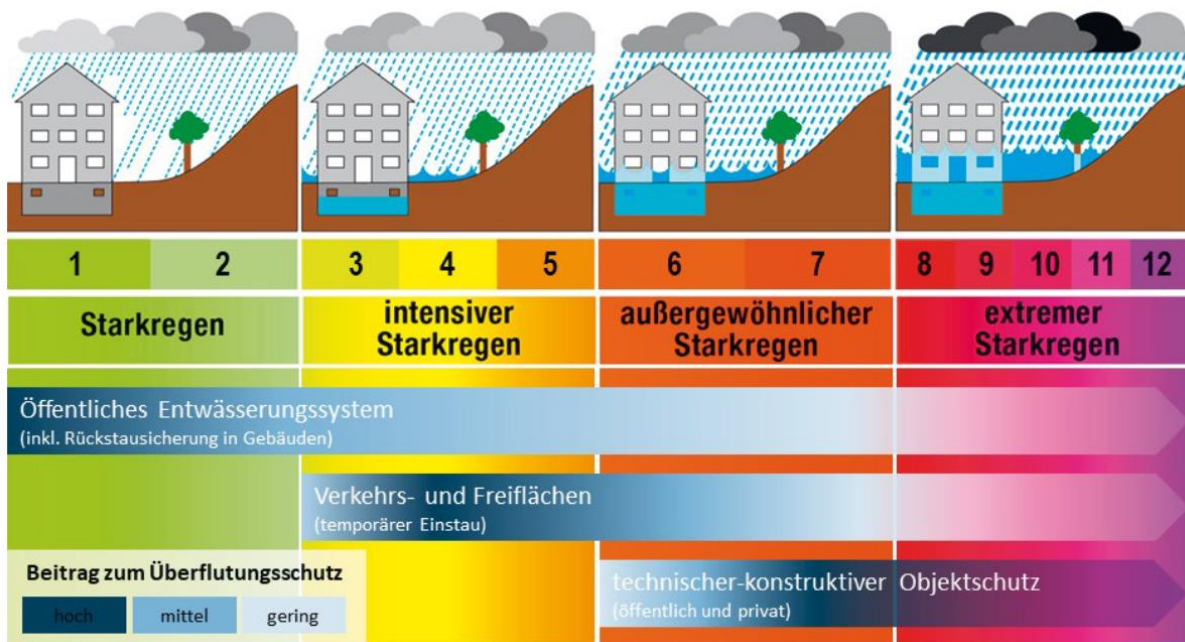 1 2 3 4 5 6 7 8 9 10 11 12
Starkregen
intensiver
Starkregen
außergewöhnlicher
Starkregen
extremer
Starkregen
Öffentliches Entwässerungssystem
(inkl. Rückstausicherung in Gebäuden)
Verkehrs- und Freiflächen
(temporärer Einstau)
technischer-konstruktiver Objektschutz
(öffentlich und privat)
Beitrag zum Überflutungsschutz
hoch mittel gering